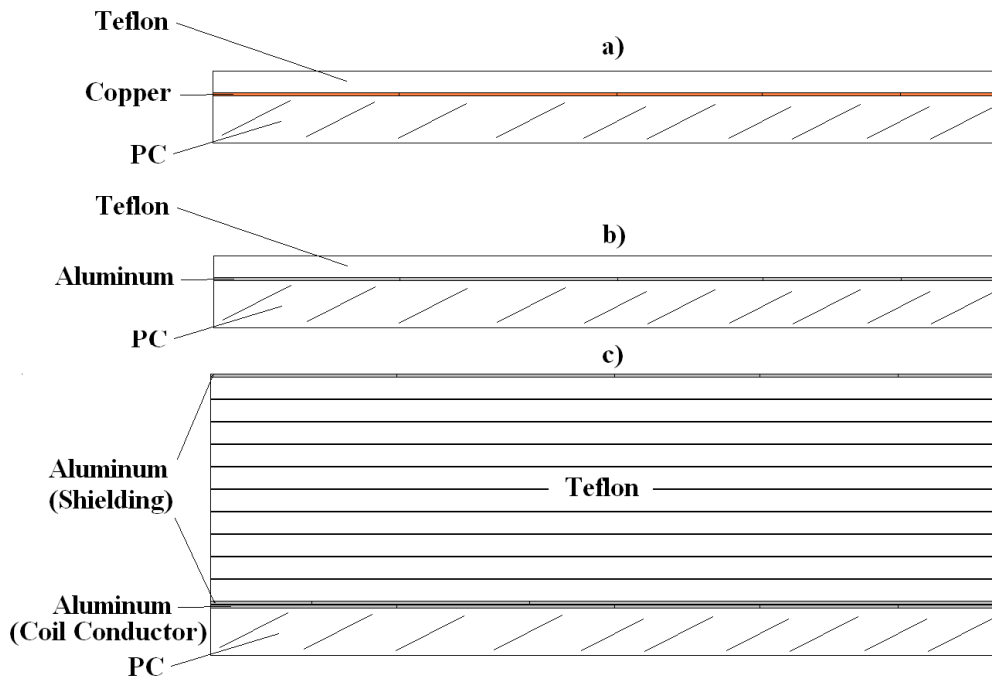 Teflon
a)
Copper
PC
Teflon
b)
Aluminum
PC
c)
Aluminum
(Shielding)
Teflon
Aluminum
(Coil Conductor)
PC